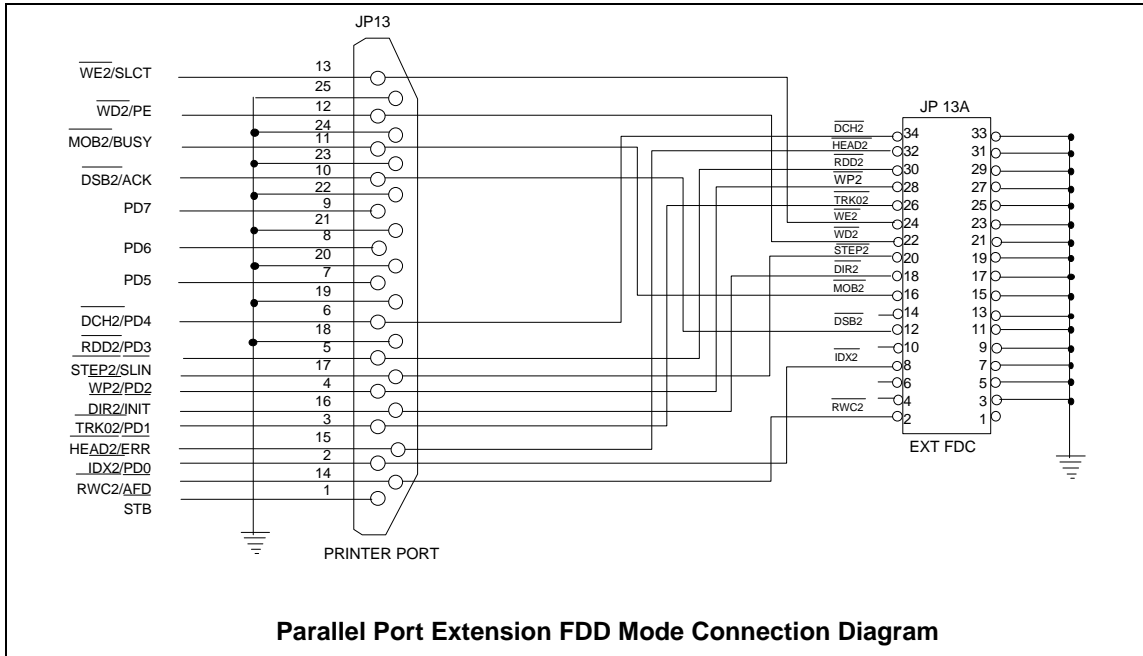 JP13
WE2/SLCT
WD2/PE
MOB2/BUSY
DSB2/ACK
PD7
PD6
PD5
DCH2/PD4
RDD2/PD3
STEP2/SLIN
WP2/PD2
DIR2/INIT
TRK02/PD1
HEAD2/ERR
IDX2/PD0
RWC2/AFD
STB
13
25
12
24
11
23
10
22
9
21
8
20
7
19
6
18
5
17
4
16
3
15
2
14
1
PRINTER PORT
JP 13A
DCH2
HEAD2
RDD2
WP2
TRK02
WE2
WD2
STEP2
DIR2
MOB2
DSB2
IDX2
RWC2
34 33
32 31
30 29
28 27
26 25
24 23
22 21
20 19
18 17
16 15
14 13
12 11
10 9
8 7
6 5
4 3
2 1
EXT FDC
Parallel Port Extension FDD Mode Connection Diagram